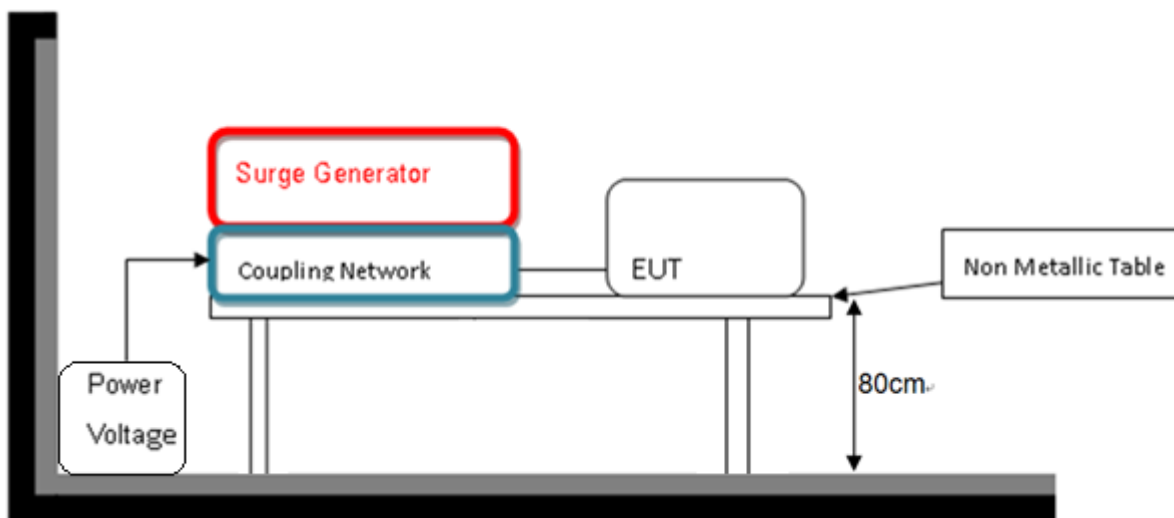 Surge Generator
Coupling Network
EUT
Non Metallic Table
Power
Voltage
80cm